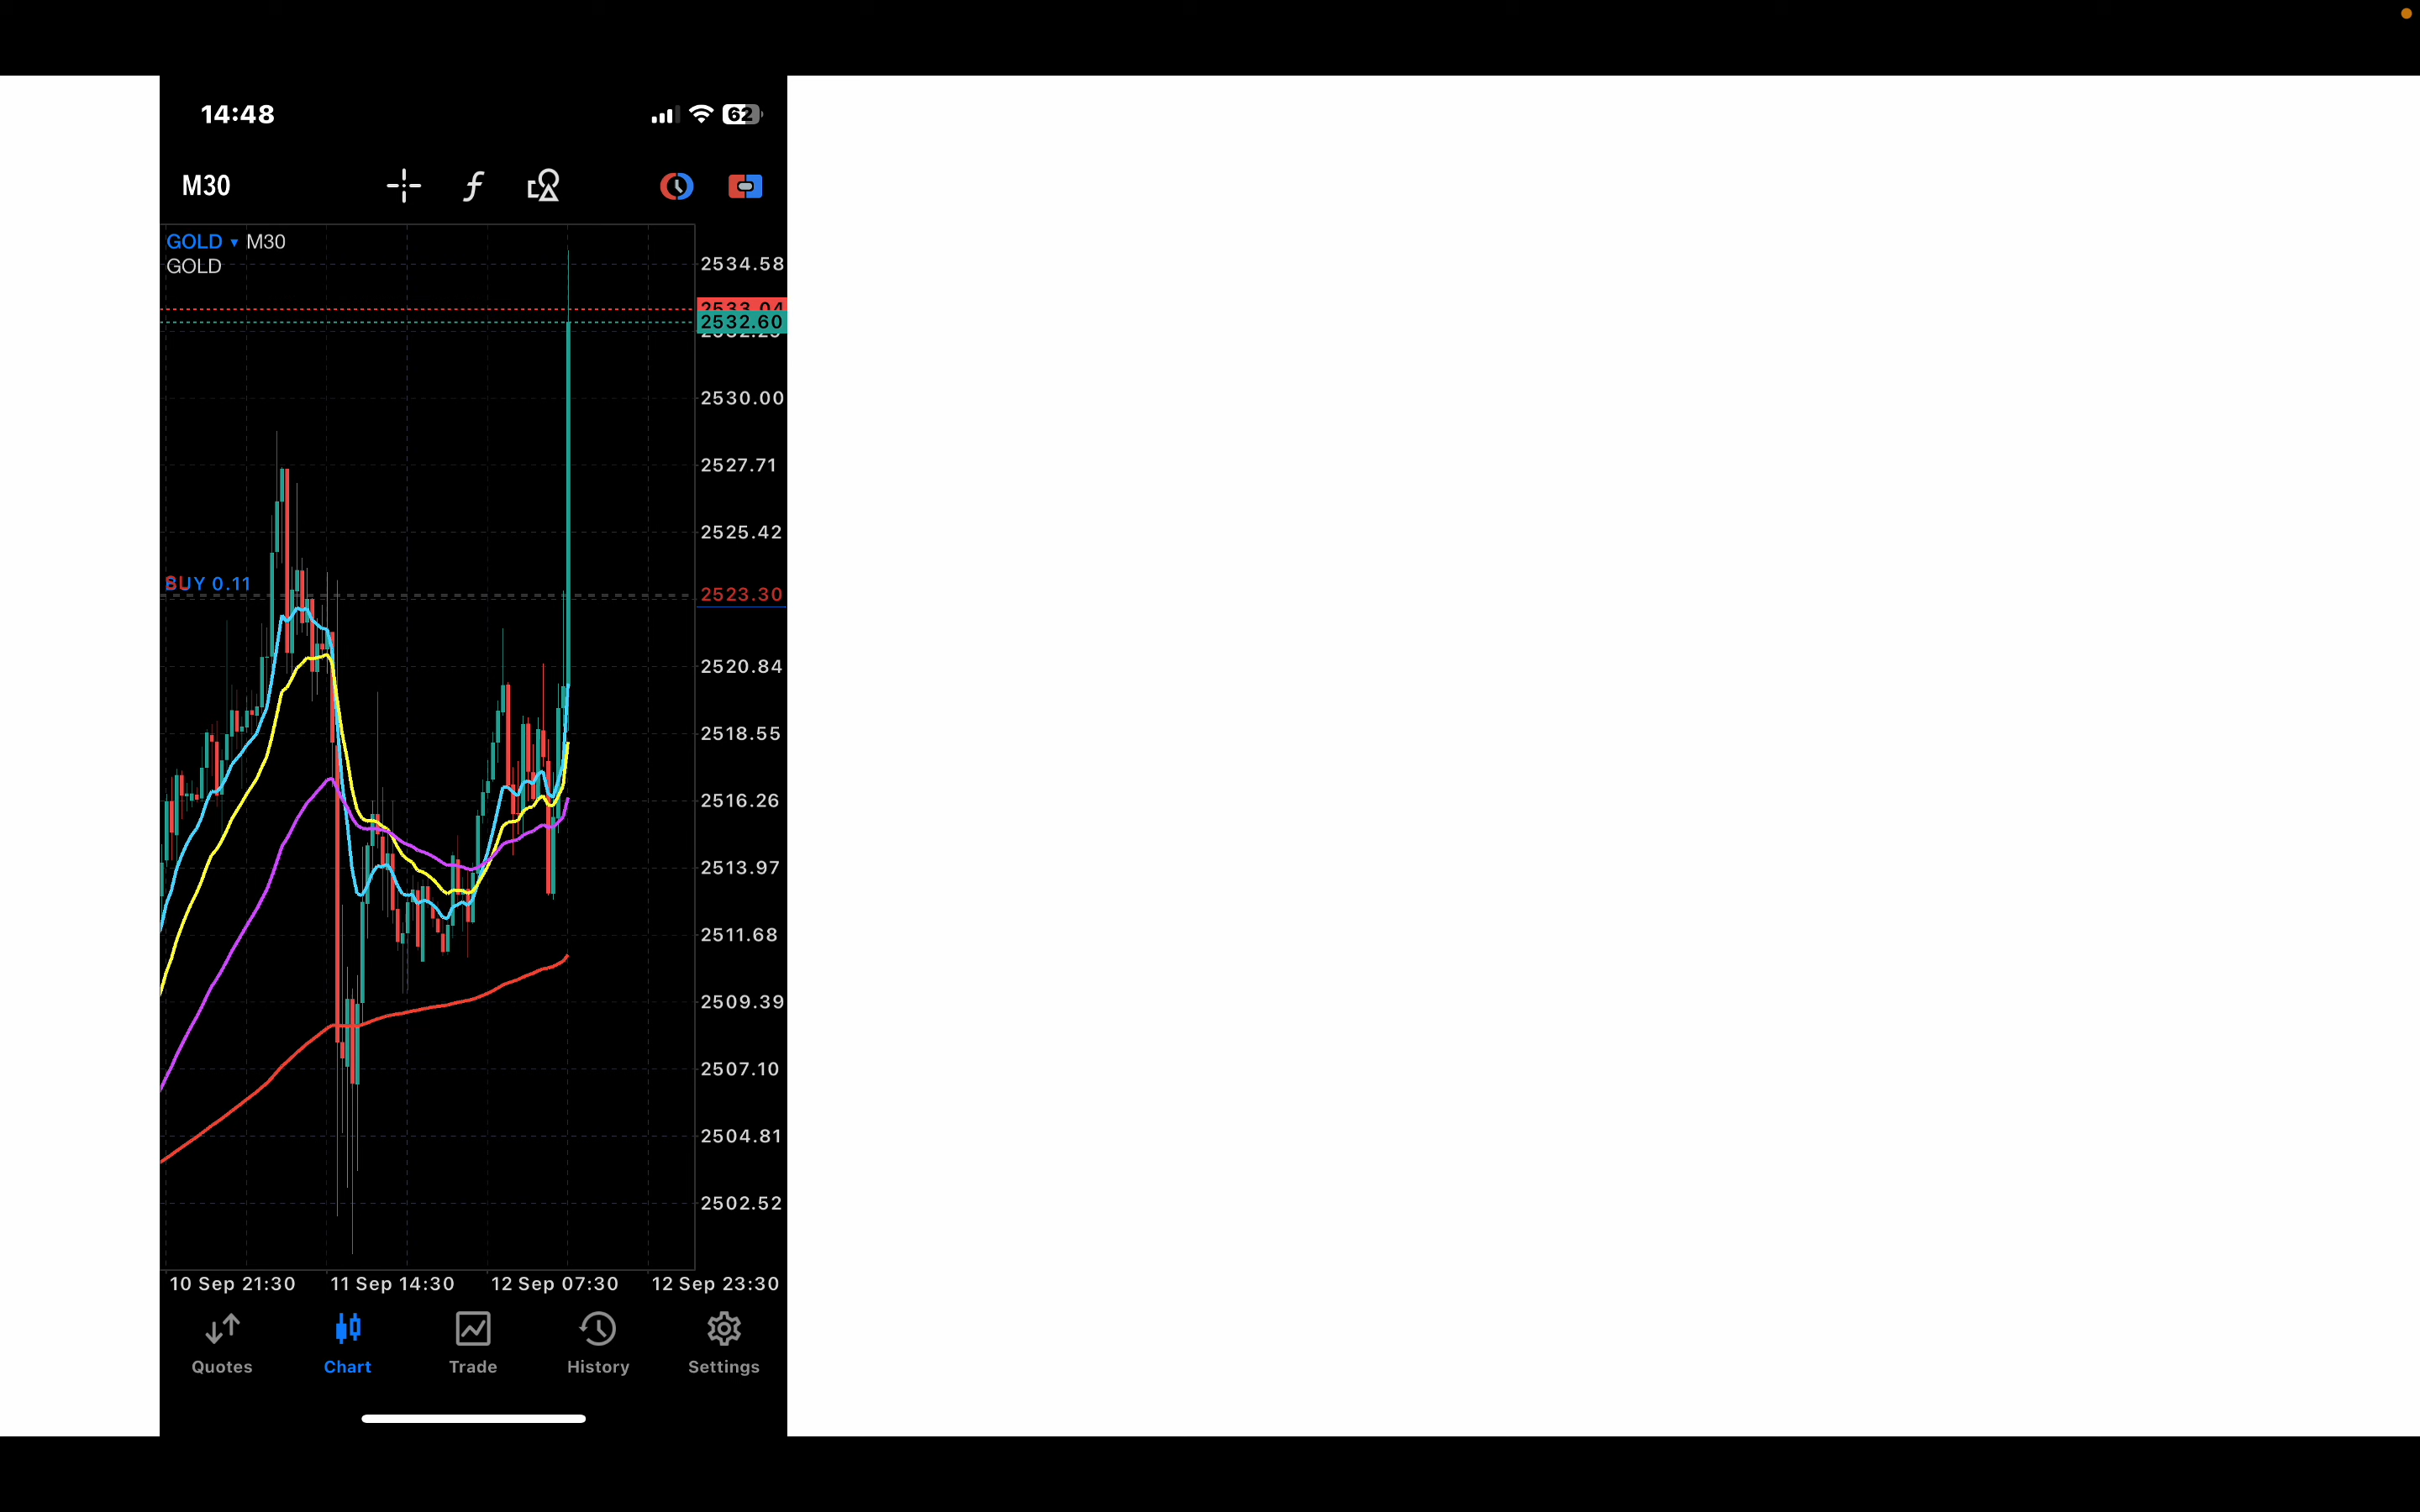 14:48
62
M30
GOLD ▾ M30
GOLD
2534.58
2533.04
2532.60
2530.00
2527.71
2525.42
BUY 0.11
2523.30
2520.84
2518.55
2516.26
2513.97
2511.68
2509.39
2507.10
2504.81
2502.52
10 Sep 21:30
11 Sep 14:30
12 Sep 07:30
12 Sep 23:30
Quotes
Chart
Trade
History
Settings